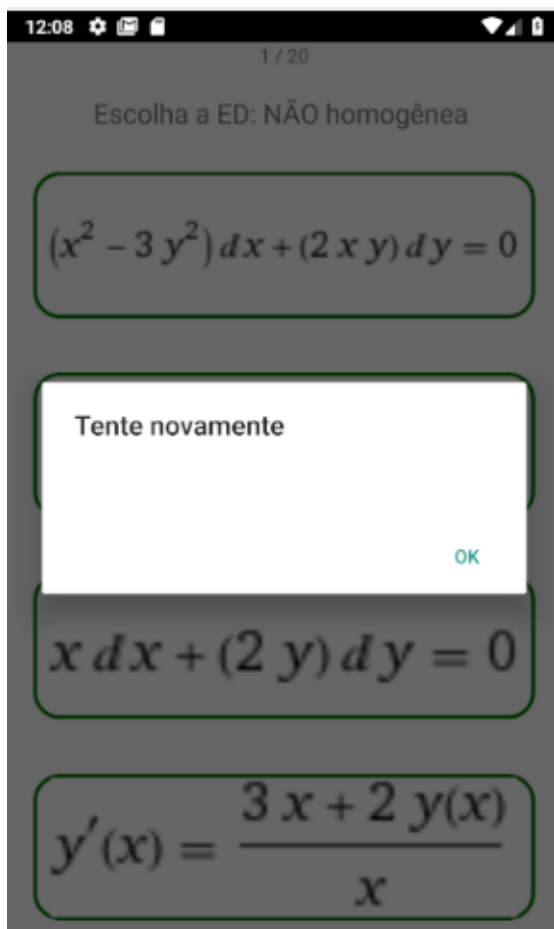 12:08
1 / 20
Escolha a ED: NÃO homogênea
(x² − 3 y²) d x + (2 x y) d y = 0
Tente novamente
OK
x d x + (2 y) d y = 0
y′(x) = (3 x + 2 y(x)) / x